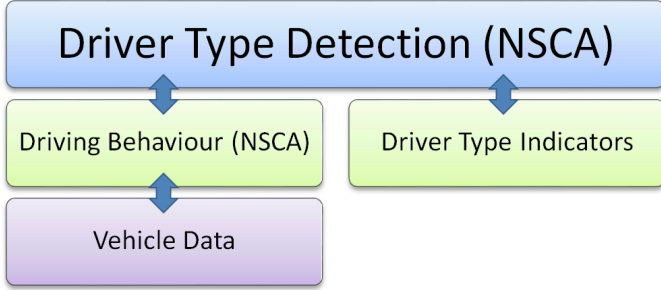 Driver Type Detection (NSCA)
Driving Behaviour (NSCA)
Driver Type Indicators
Vehicle Data